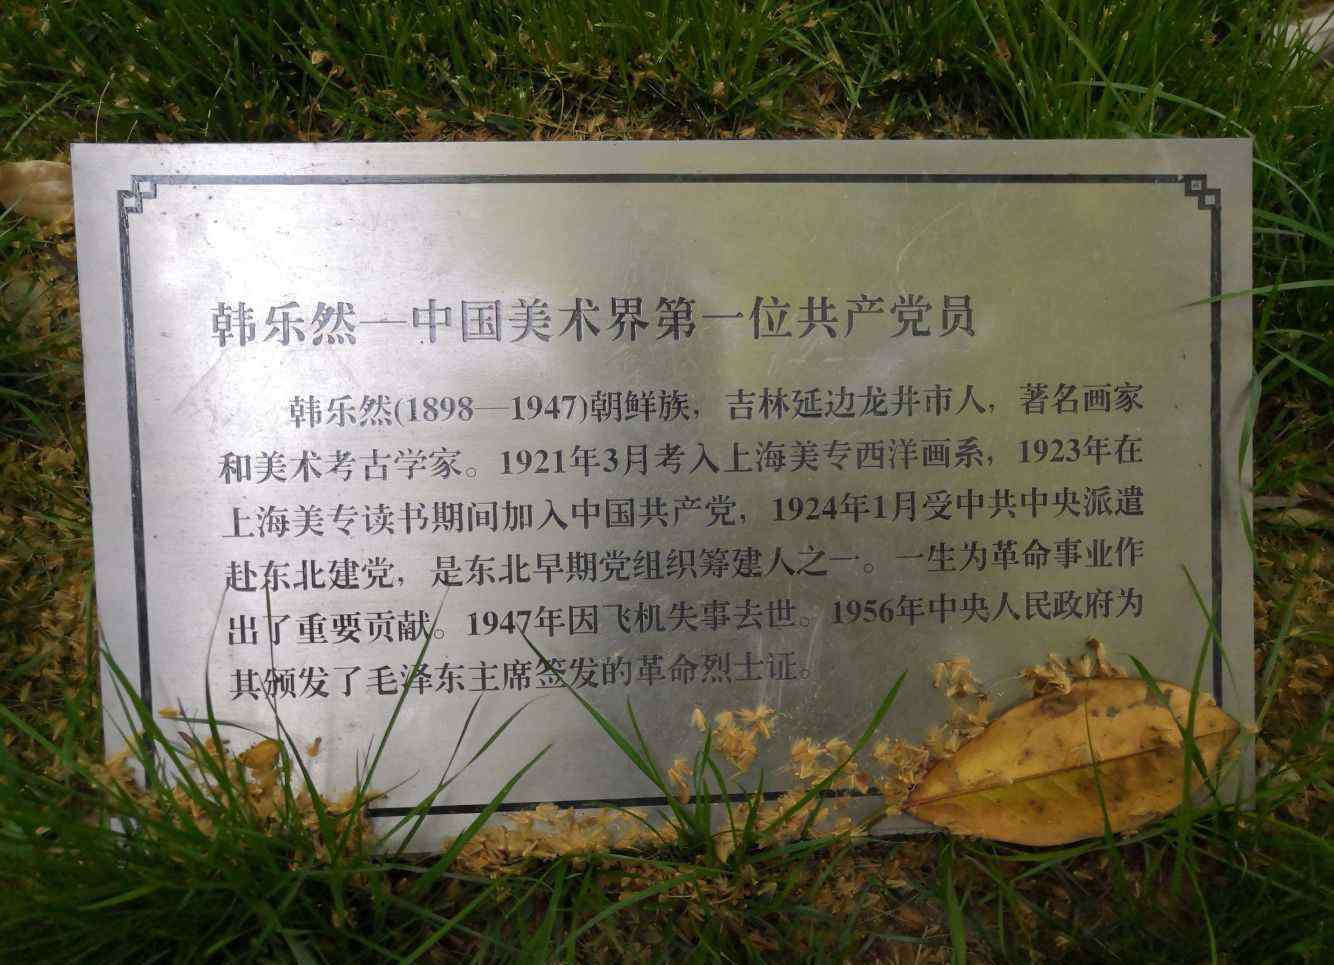 韩乐然—中国美术界第一位共产党员
韩乐然(1898—1947)朝鲜族，吉林延边龙井市人，著名画家
和美术考古学家。1921年3月考入上海美专西洋画系，1923年在
上海美专读书期间加入中国共产党，1924年1月受中共中央派遣
赴东北建党，是东北早期党组织筹建人之一。一生为革命事业作
出了重要贡献。1947年因飞机失事去世。1956年中央人民政府为
其颁发了毛泽东主席签发的革命烈士证。